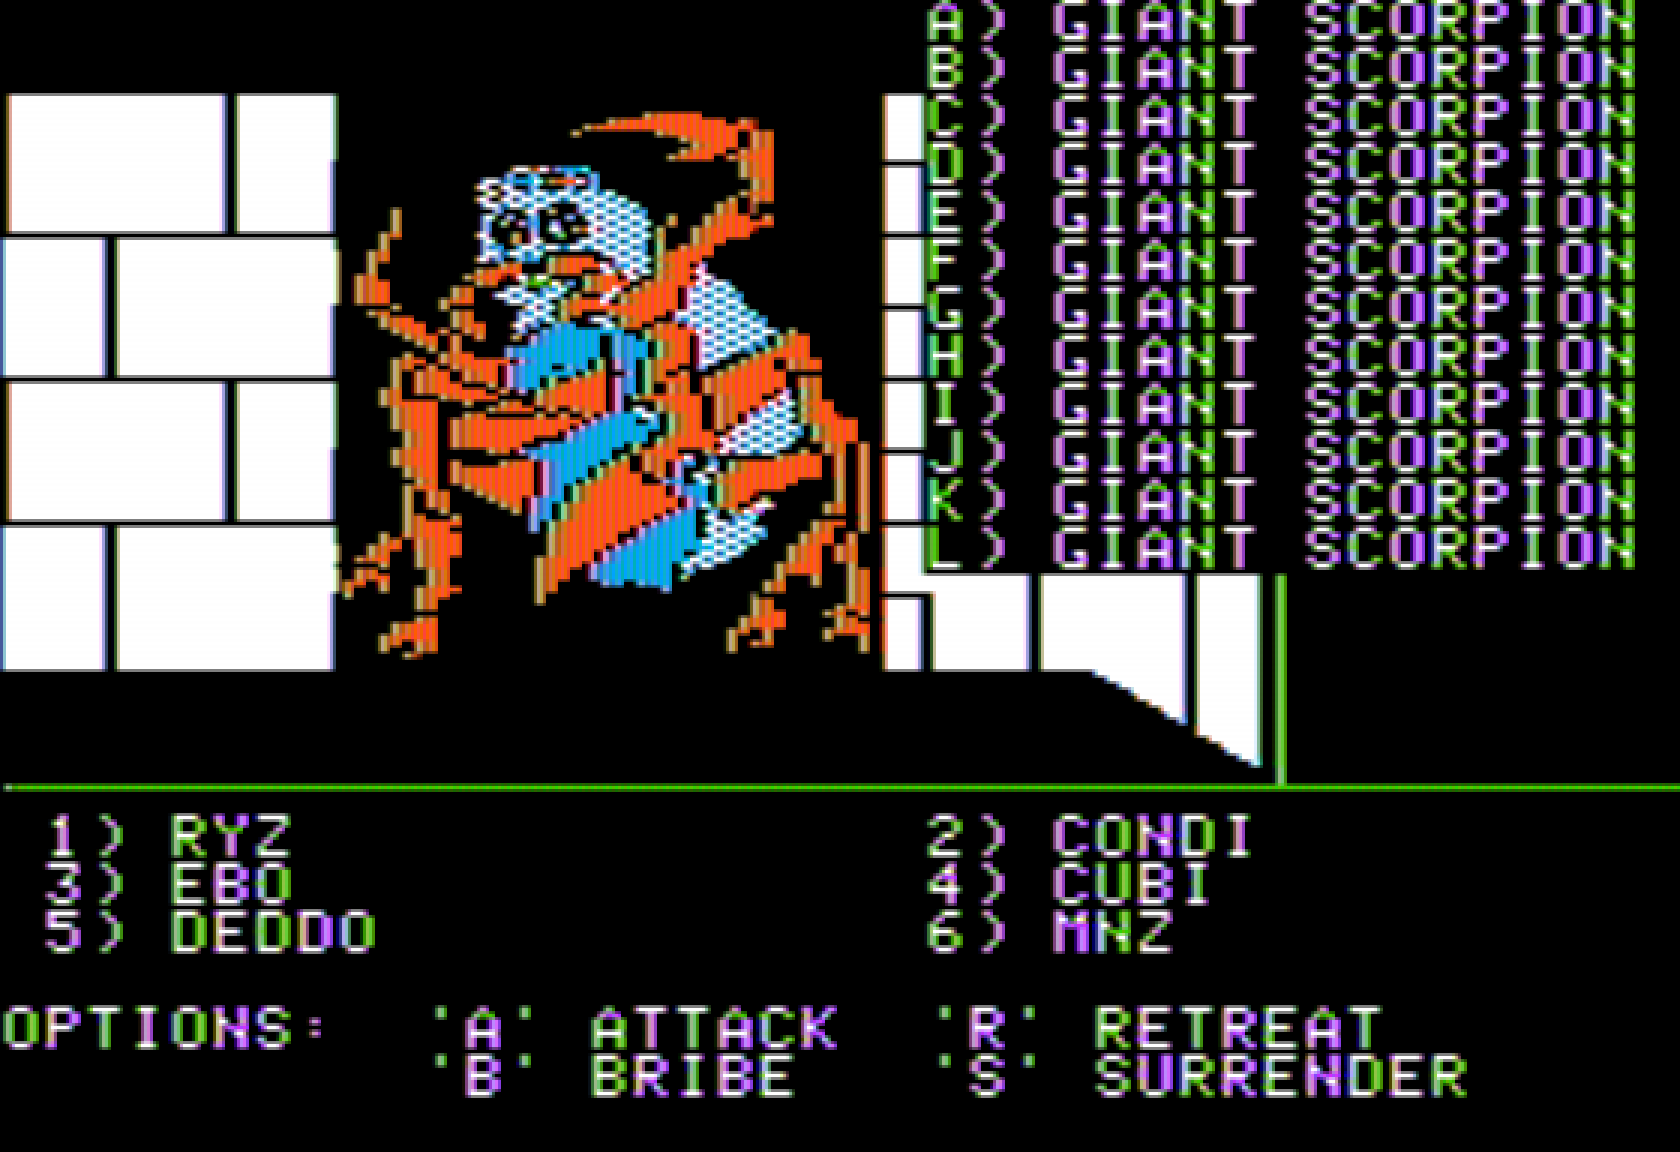 A) GIANT SCORPION
B) GIANT SCORPION
C) GIANT SCORPION
D) GIANT SCORPION
E) GIANT SCORPION
F) GIANT SCORPION
G) GIANT SCORPION
H) GIANT SCORPION
I) GIANT SCORPION
J) GIANT SCORPION
K) GIANT SCORPION
L) GIANT SCORPION
1) RYZ 2) CONDI
3) EBO 4) CUBI
5) DEDDO 6) MNZ
OPTIONS: 'A' ATTACK 'R' RETREAT
'B' BRIBE 'S' SURRENDER